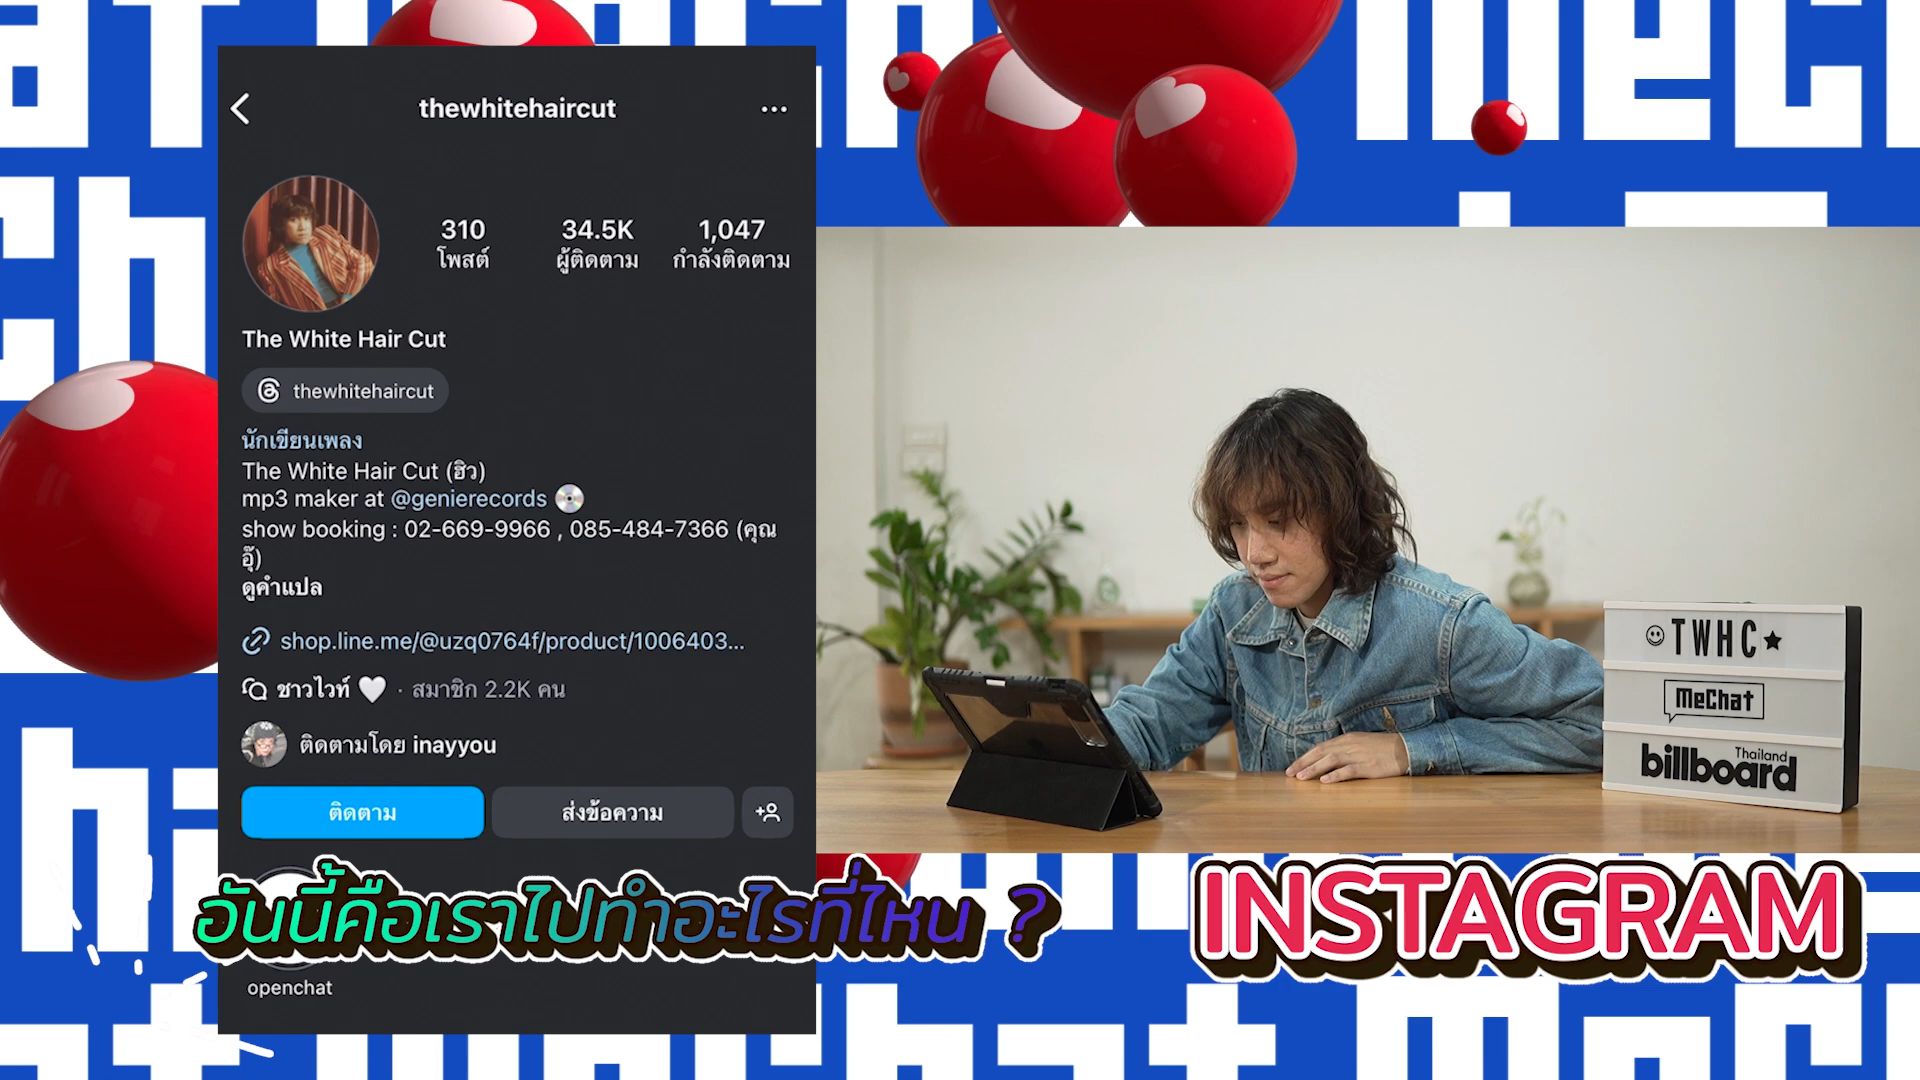 thewhitehaircut
310
โพสต์
34.5K
ผู้ติดตาม
1,047
กำลังติดตาม
The White Hair Cut
thewhitehaircut
นักเขียนเพลง
The White Hair Cut (ฮิว)
mp3 maker at @genierecords
show booking : 02-669-9966 , 085-484-7366 (คุณ
อุ๊)
ดูคำแปล
shop.line.me/@uzq0764f/product/1006403...
ชาวไวท์ 🤍 · สมาชิก 2.2K คน
ติดตามโดย inayyou
ติดตาม
ส่งข้อความ
openchat
อันนี้คือเราไปทำอะไรที่ไหน ?
TWHC
MeChat
billboard
Thailand
INSTAGRAM